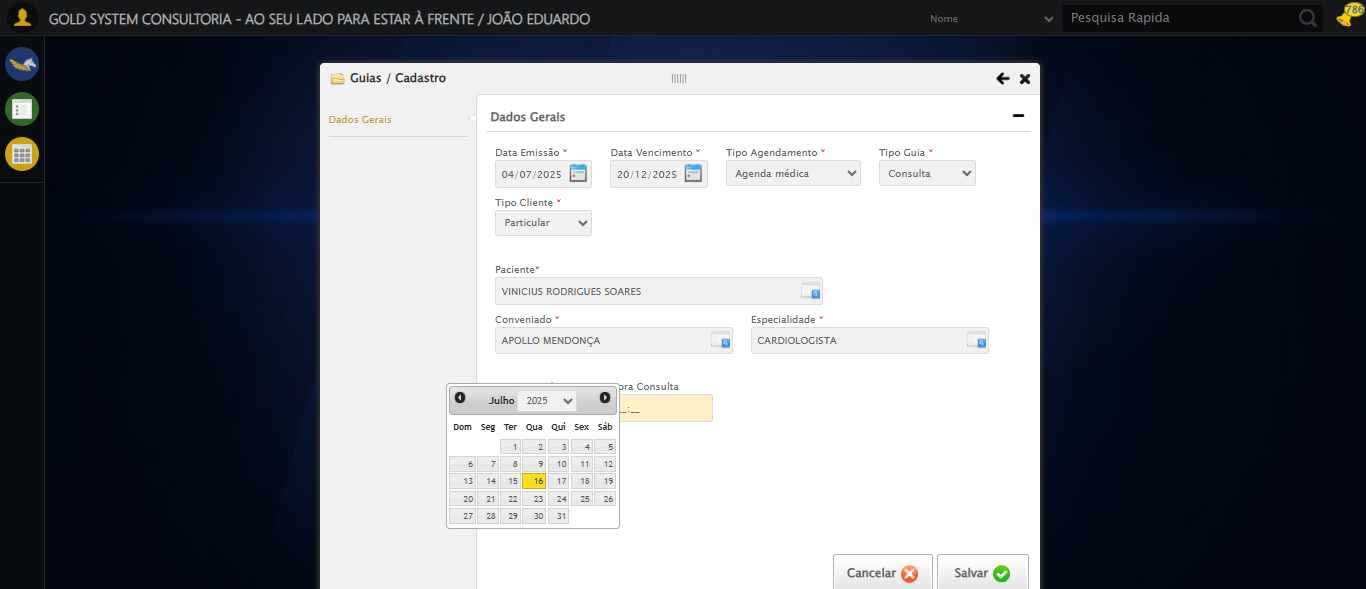 GOLD SYSTEM CONSULTORIA - AO SEU LADO PARA ESTAR À FRENTE / JOÃO EDUARDO
Nome
Pesquisa Rapida
786
Guias / Cadastro
Dados Gerais
Dados Gerais
Data Emissão * Data Vencimento * Tipo Agendamento * Tipo Guia *
04/07/2025 20/12/2025 Agenda médica Consulta
Tipo Cliente *
Particular
Paciente*
VINICIUS RODRIGUES SOARES
Conveniado * Especialidade *
APOLLO MENDONÇA CARDIOLOGISTA
ora Consulta
__:__
Julho 2025
Dom Seg Ter Qua Qui Sex Sáb
1 2 3 4 5
6 7 8 9 10 11 12
13 14 15 16 17 18 19
20 21 22 23 24 25 26
27 28 29 30 31
Cancelar Salvar